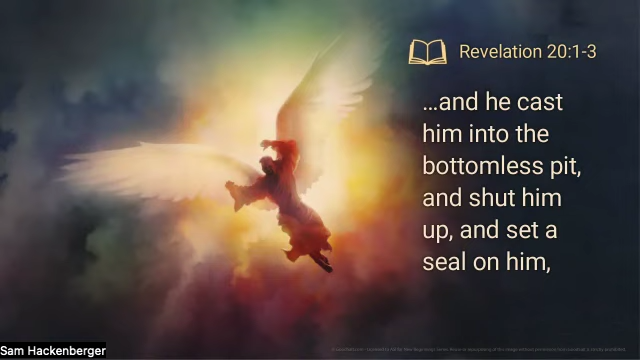 Revelation 20:1-3
…and he cast
him into the
bottomless pit,
and shut him
up, and set a
seal on him,
Sam Hackenberger